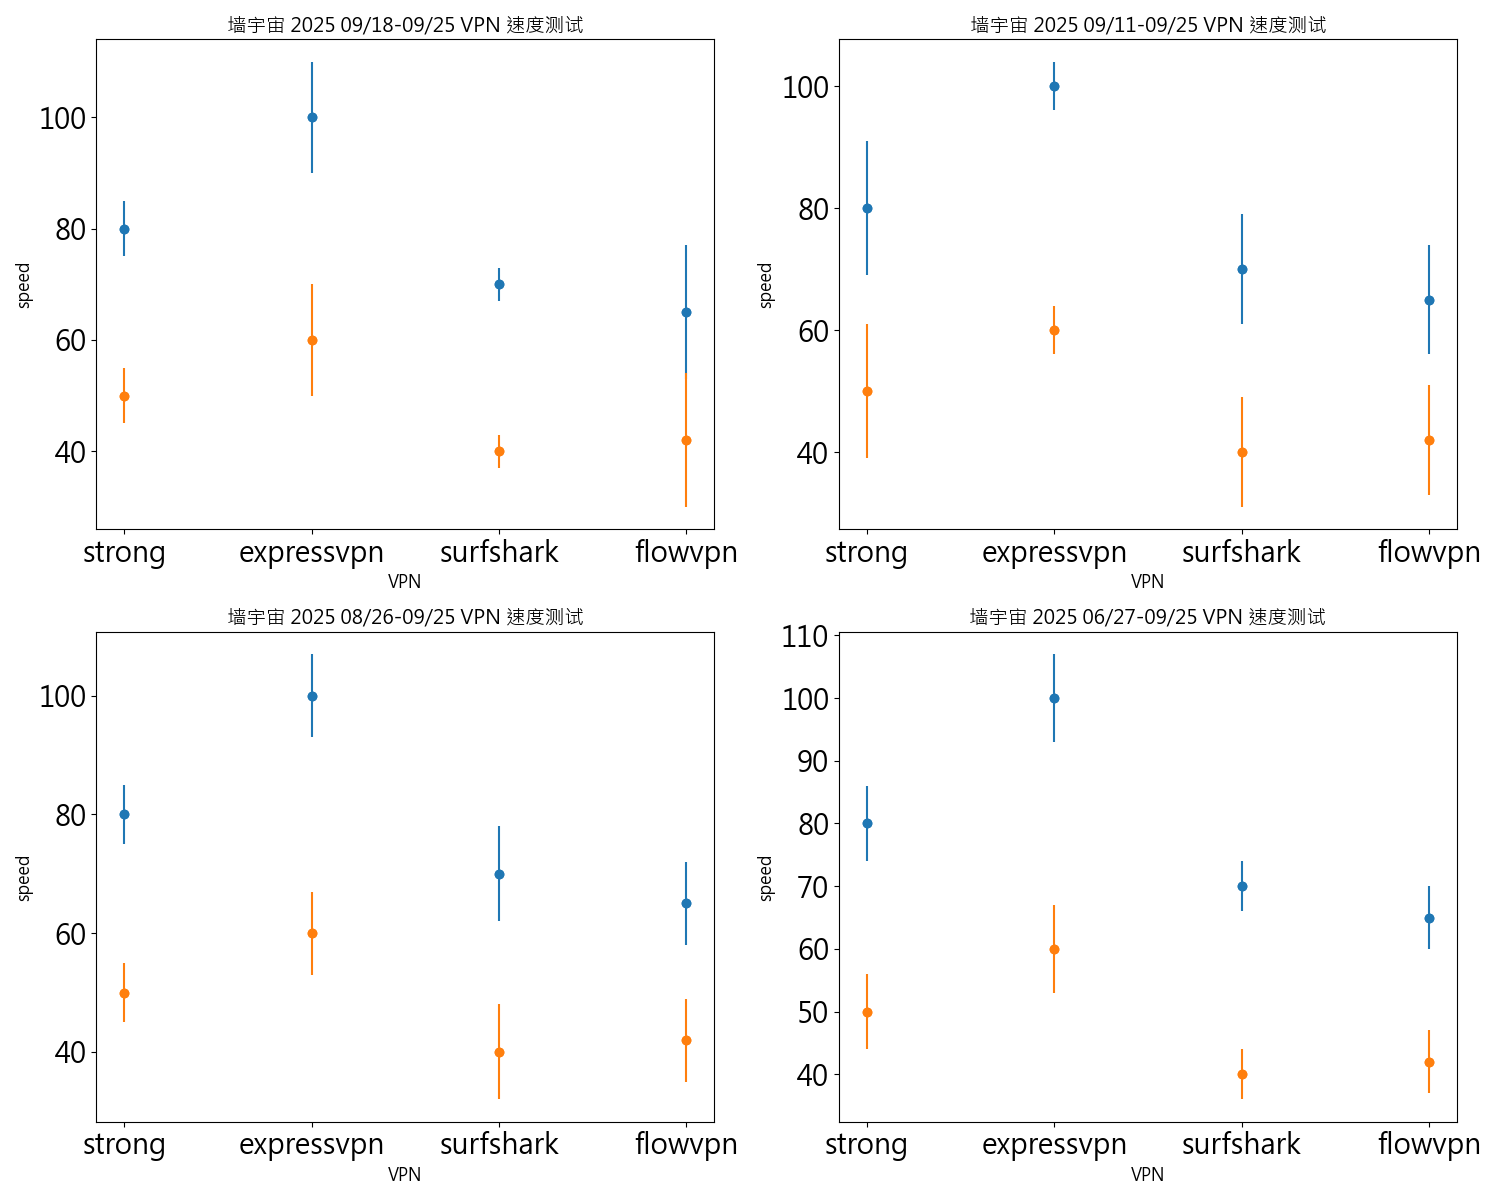 墙宇宙 2025 09/18-09/25 VPN 速度测试
100
80
60
40
speed
strong expressvpn surfshark flowvpn
VPN
墙宇宙 2025 09/11-09/25 VPN 速度测试
100
80
60
40
speed
strong expressvpn surfshark flowvpn
VPN
墙宇宙 2025 08/26-09/25 VPN 速度测试
100
80
60
40
speed
strong expressvpn surfshark flowvpn
VPN
墙宇宙 2025 06/27-09/25 VPN 速度测试
110
100
90
80
70
60
50
40
speed
strong expressvpn surfshark flowvpn
VPN